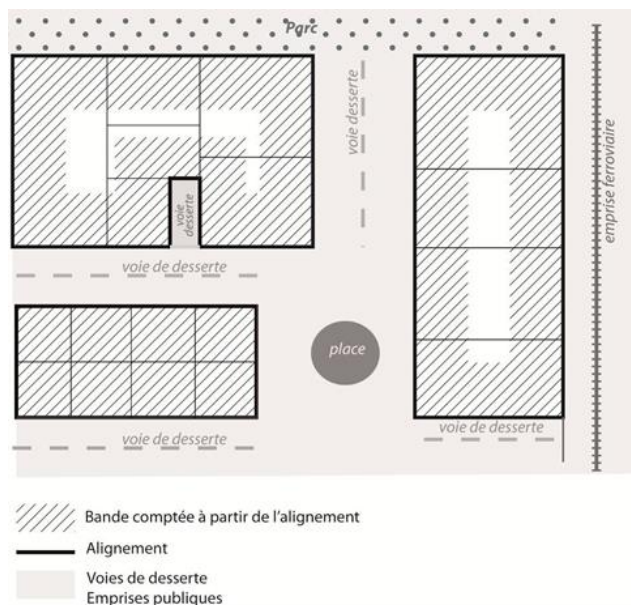 Parc
voie desserte
emprise ferroviaire
voie
desserte
voie de desserte
place
voie de desserte
voie de desserte
Bande comptée à partir de l'alignement
Alignement
Voies de desserte
Emprises publiques